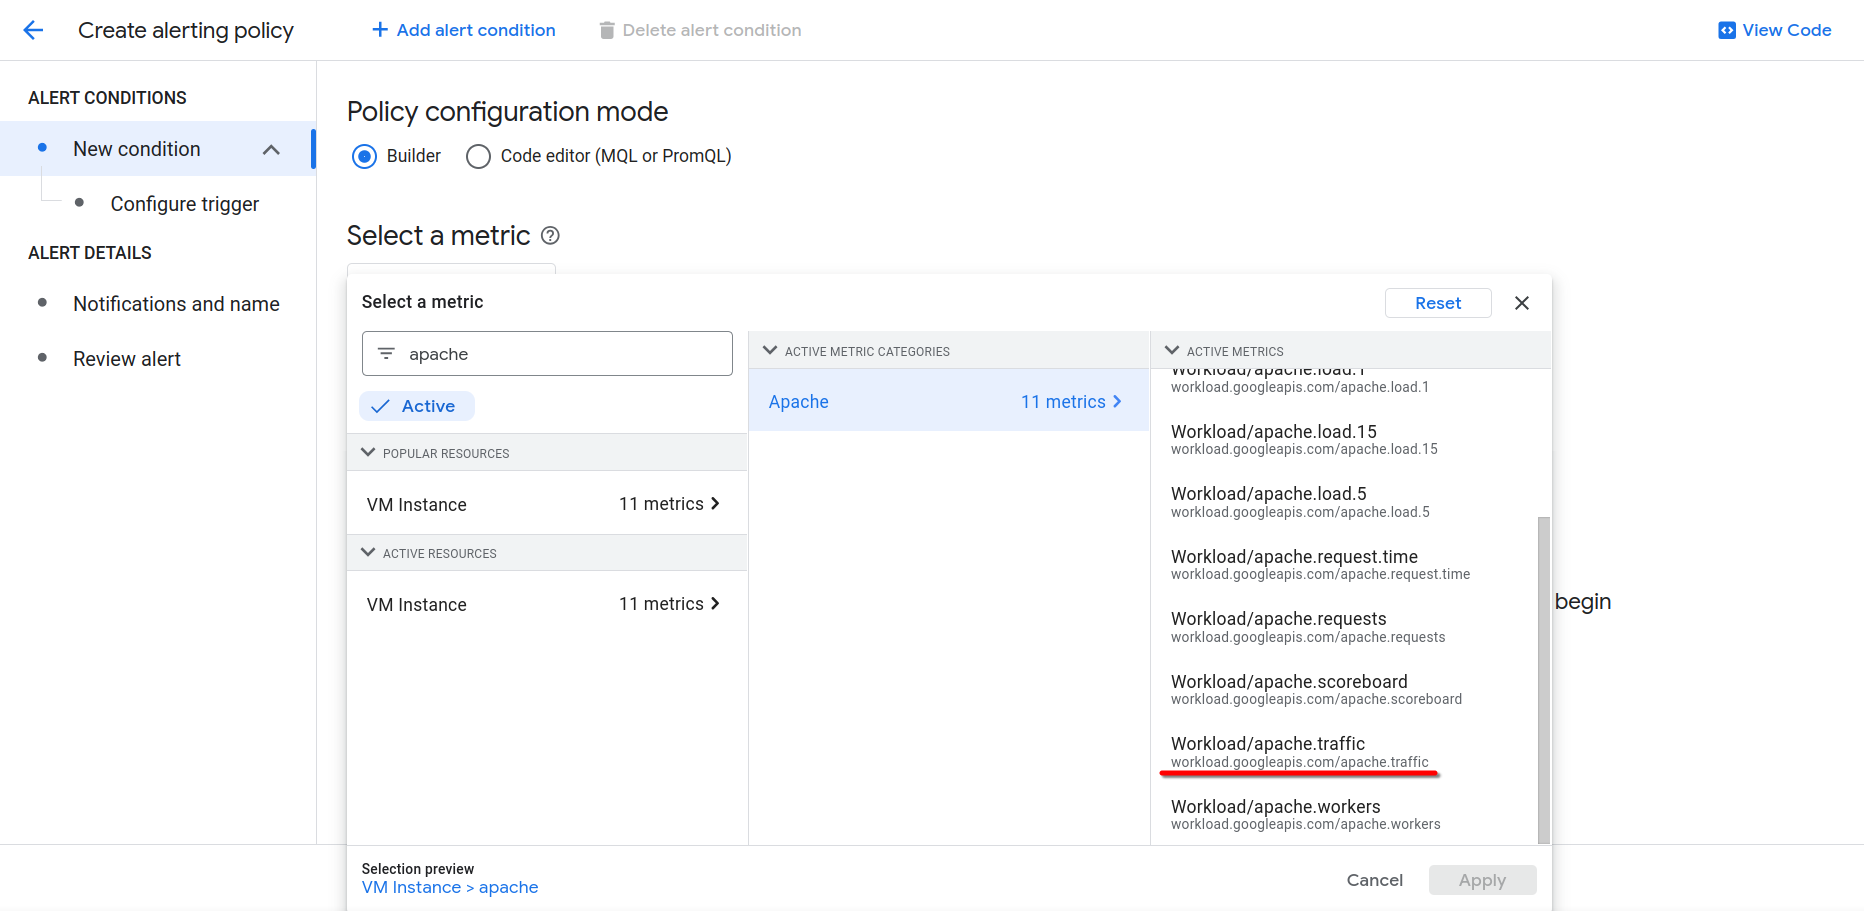 Create alerting policy
Add alert condition
Delete alert condition
View Code
ALERT CONDITIONS
New condition
Configure trigger
ALERT DETAILS
Notifications and name
Review alert
Policy configuration mode
Builder
Code editor (MQL or PromQL)
Select a metric
Select a metric
Reset
apache
Active
POPULAR RESOURCES
VM Instance 11 metrics
ACTIVE RESOURCES
VM Instance 11 metrics
ACTIVE METRIC CATEGORIES
Apache 11 metrics
ACTIVE METRICS
Workload/apache.load.1
workload.googleapis.com/apache.load.1
Workload/apache.load.15
workload.googleapis.com/apache.load.15
Workload/apache.load.5
workload.googleapis.com/apache.load.5
Workload/apache.request.time
workload.googleapis.com/apache.request.time
Workload/apache.requests
workload.googleapis.com/apache.requests
Workload/apache.scoreboard
workload.googleapis.com/apache.scoreboard
Workload/apache.traffic
workload.googleapis.com/apache.traffic
Workload/apache.workers
workload.googleapis.com/apache.workers
begin
Selection preview
VM Instance > apache
Cancel
Apply